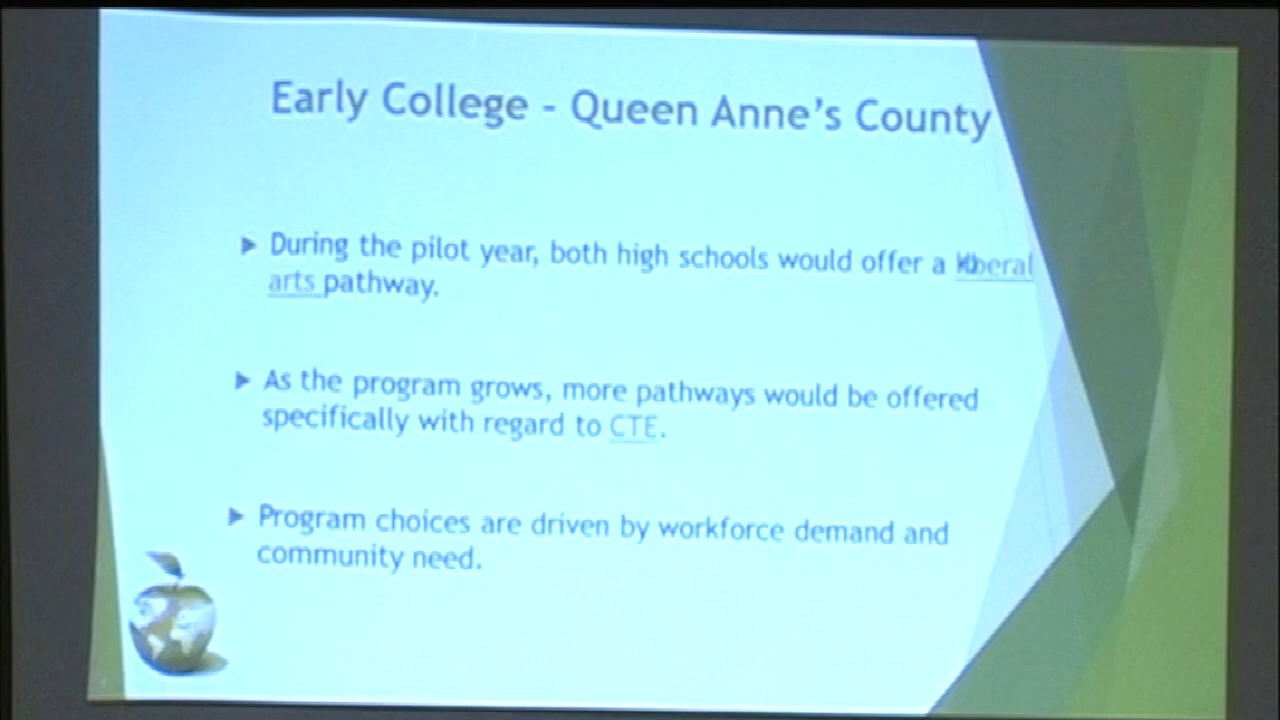 Early College - Queen Anne's County
During the pilot year, both high schools would offer a liberal
arts pathway.
As the program grows, more pathways would be offered
specifically with regard to CTE.
Program choices are driven by workforce demand and
community need.